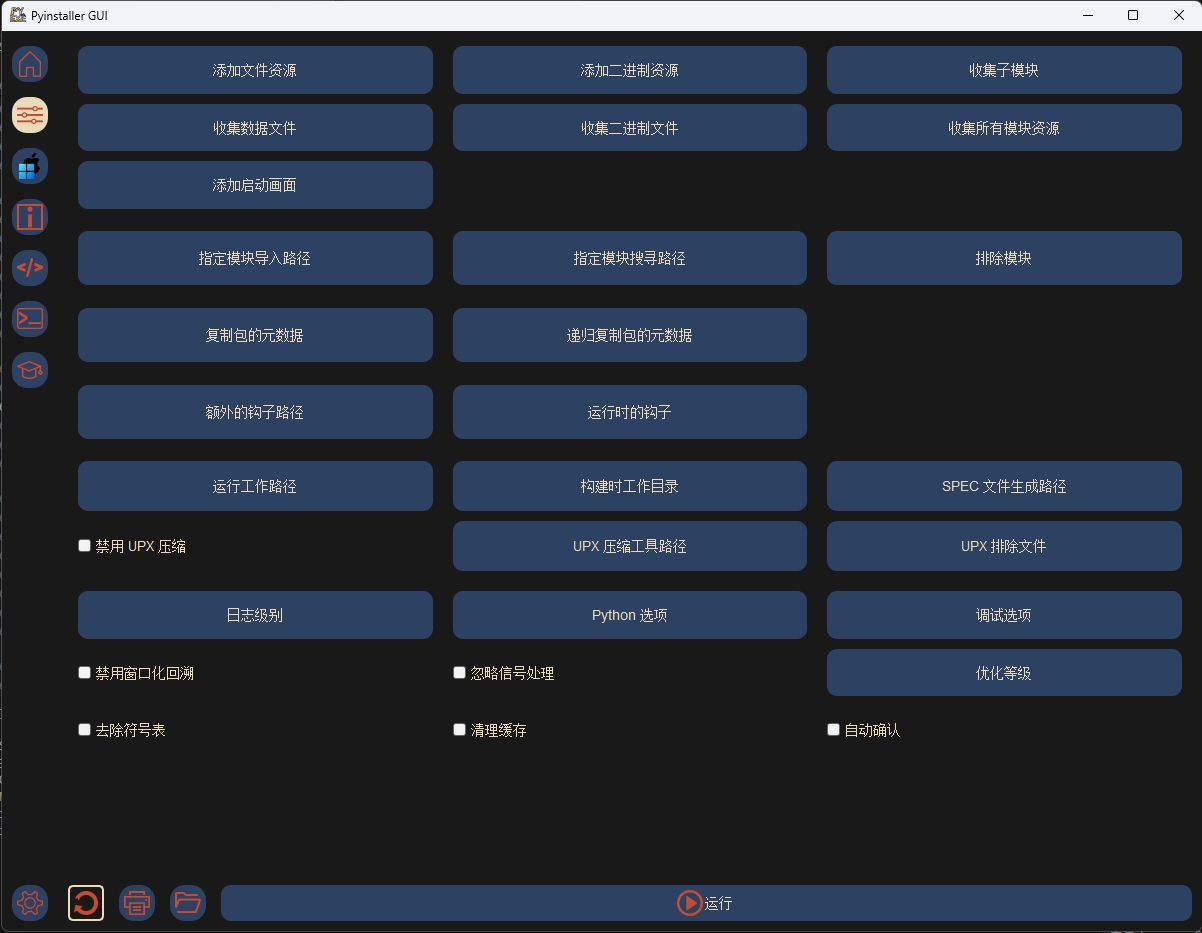 Pyinstaller GUI
添加文件资源 添加二进制资源 收集子模块
收集数据文件 收集二进制文件 收集所有模块资源
添加启动画面
指定模块导入路径 指定模块搜寻路径 排除模块
复制包的元数据 递归复制包的元数据
额外的钩子路径 运行时的钩子
运行工作路径 构建时工作目录 SPEC 文件生成路径
禁用 UPX 压缩 UPX 压缩工具路径 UPX 排除文件
日志级别 Python 选项 调试选项
禁用窗口化回溯 忽略信号处理 优化等级
去除符号表 清理缓存 自动确认
运行